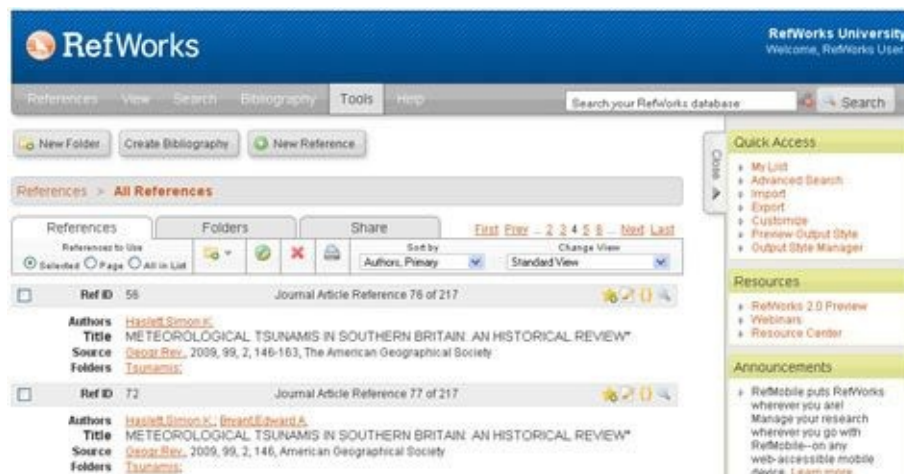 RefWorks
RefWorks University
Welcome, RefWorks User
References View Search Bibliography Tools Help
Search your RefWorks database
Search
New Folder Create Bibliography New Reference
Close
References > All References
References Folders Share
First Prev .. 2 3 4 5 6 .. Next Last
References to Use
Selected Page All in List
Sort by
Authors, Primary
Change View
Standard View
Ref ID 56 Journal Article Reference 76 of 217
Authors Haslett,Simon K.
Title METEOROLOGICAL TSUNAMIS IN SOUTHERN BRITAIN: AN HISTORICAL REVIEW*
Source Geogr.Rev., 2009, 99, 2, 146-163, The American Geographical Society
Folders Tsunamis;
Ref ID 72 Journal Article Reference 77 of 217
Authors Haslett,Simon K.; Bryant,Edward A.
Title METEOROLOGICAL TSUNAMIS IN SOUTHERN BRITAIN: AN HISTORICAL REVIEW*
Source Geogr.Rev., 2009, 99, 2, 146, American Geographical Society
Folders Tsunamis;
Quick Access
My List
Advanced Search
Import
Export
Customize
Preview Output Style
Output Style Manager
Resources
RefWorks 2.0 Preview
Webinars
Resource Center
Announcements
RefMobile puts RefWorks
wherever you are!
Manage your research
wherever you go with
RefMobile--on any
web-accessible mobile
device. Learn more